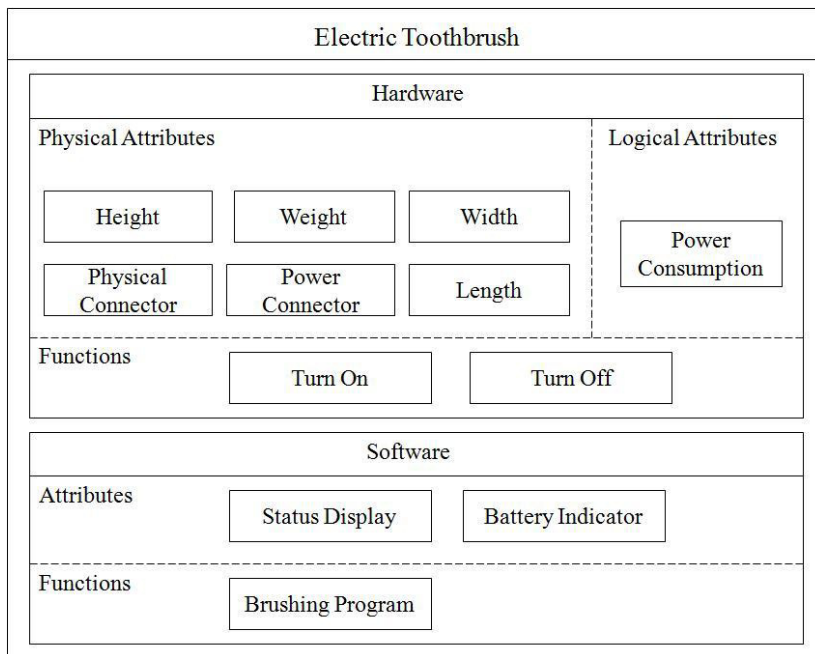 Electric Toothbrush
Hardware
Physical Attributes
Logical Attributes
Height
Weight
Width
Power
Consumption
Physical
Connector
Power
Connector
Length
Functions
Turn On
Turn Off
Software
Attributes
Status Display
Battery Indicator
Functions
Brushing Program